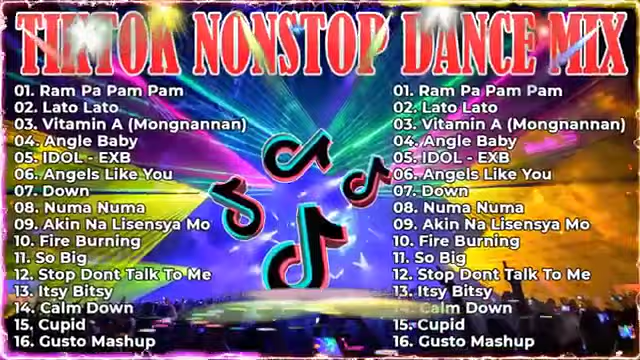 TIKTOK NONSTOP DANCE MIX
01. Ram Pa Pam Pam
02. Lato Lato
03. Vitamin A (Mongnannan)
04. Angle Baby
05. IDOL - EXB
06. Angels Like You
07. Down
08. Numa Numa
09. Akin Na Lisensya Mo
10. Fire Burning
11. So Big
12. Stop Dont Talk To Me
13. Itsy Bitsy
14. Calm Down
15. Cupid
16. Gusto Mashup
01. Ram Pa Pam Pam
02. Lato Lato
03. Vitamin A (Mongnannan)
04. Angle Baby
05. IDOL - EXB
06. Angels Like You
07. Down
08. Numa Numa
09. Akin Na Lisensya Mo
10. Fire Burning
11. So Big
12. Stop Dont Talk To Me
13. Itsy Bitsy
14. Calm Down
15. Cupid
16. Gusto Mashup